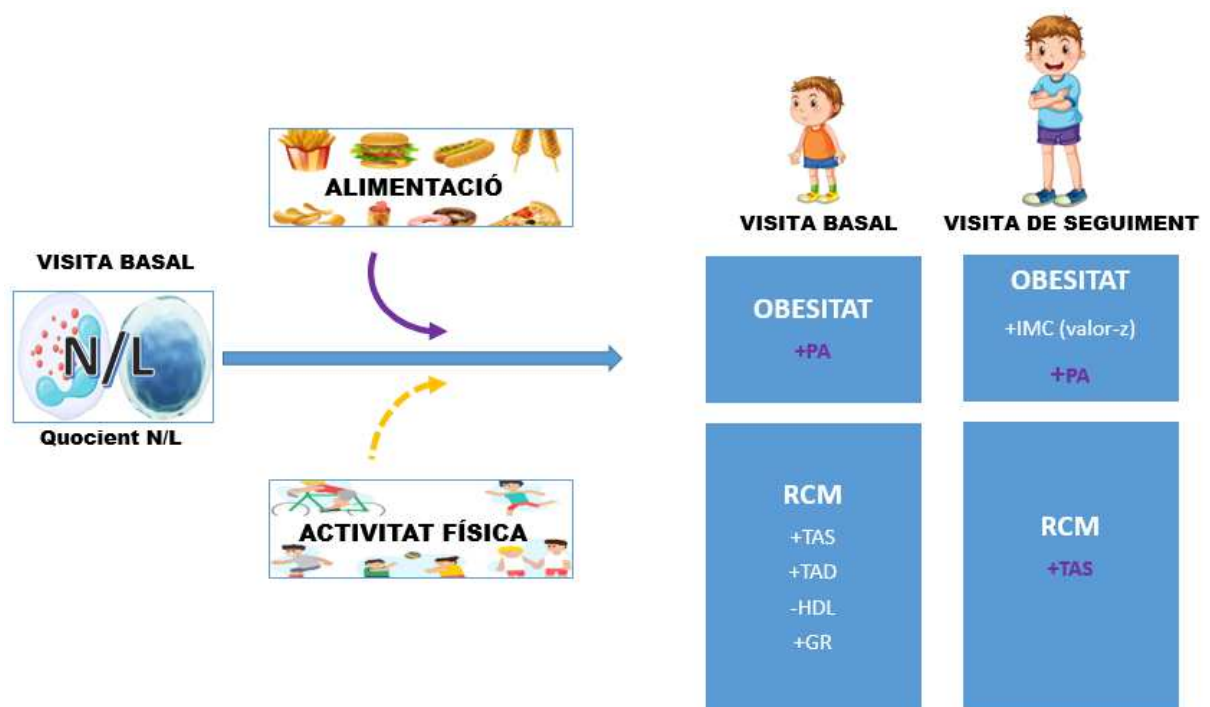 ALIMENTACIÓ
VISITA BASAL
N/L
Quocient N/L
ACTIVITAT FÍSICA
VISITA BASAL
OBESITAT
+PA
RCM
+TAS
+TAD
-HDL
+GR
VISITA DE SEGUIMENT
OBESITAT
+IMC (valor-z)
+PA
RCM
+TAS